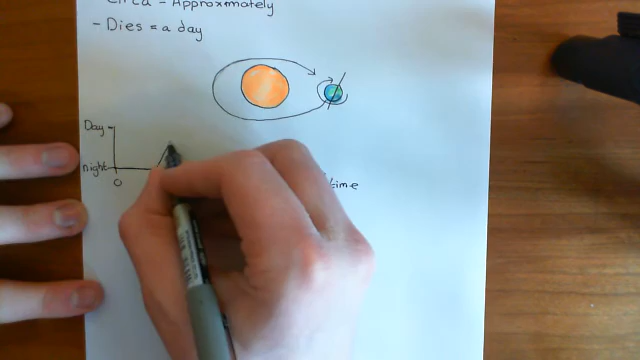 Circa - Approximately
- Dies = a day
Day
night
0
time